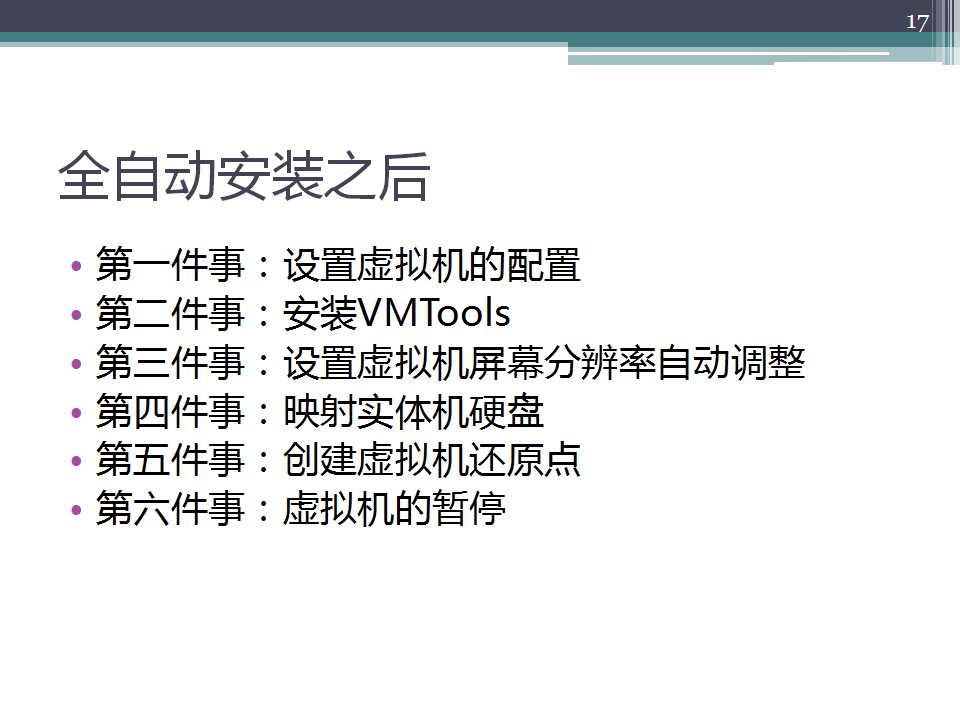 17
全自动安装之后
• 第一件事：设置虚拟机的配置
• 第二件事：安装VMTools
• 第三件事：设置虚拟机屏幕分辨率自动调整
• 第四件事：映射实体机硬盘
• 第五件事：创建虚拟机还原点
• 第六件事：虚拟机的暂停